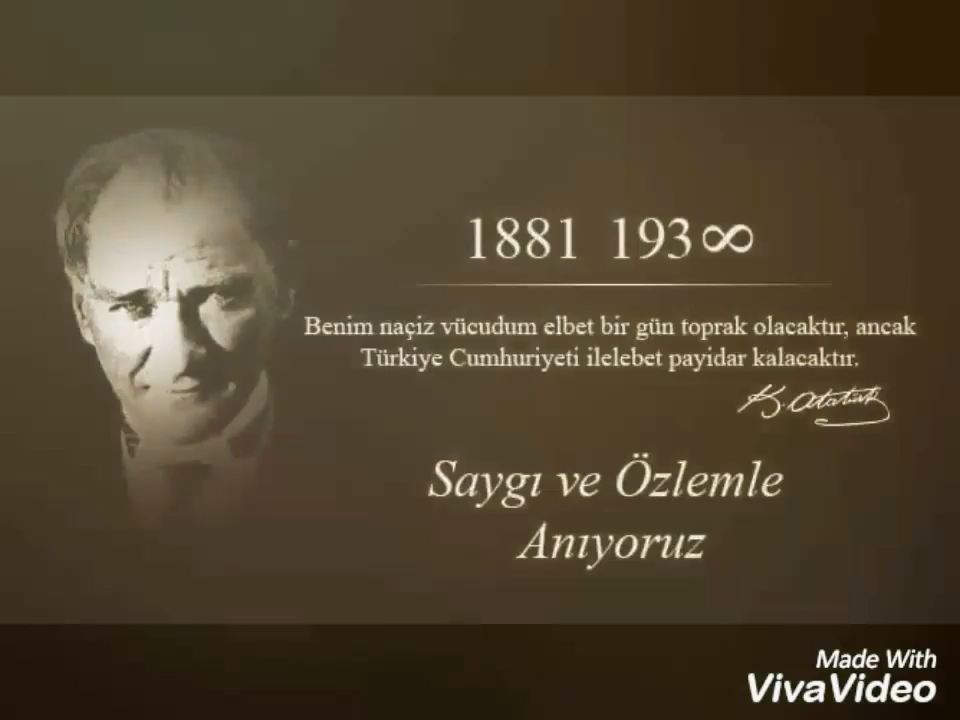 1881 193∞
Benim naçiz vücudum elbet bir gün toprak olacaktır, ancak
Türkiye Cumhuriyeti ilelebet payidar kalacaktır.
K. Atatürk
Saygı ve Özlemle
Anıyoruz
Made With
VivaVideo